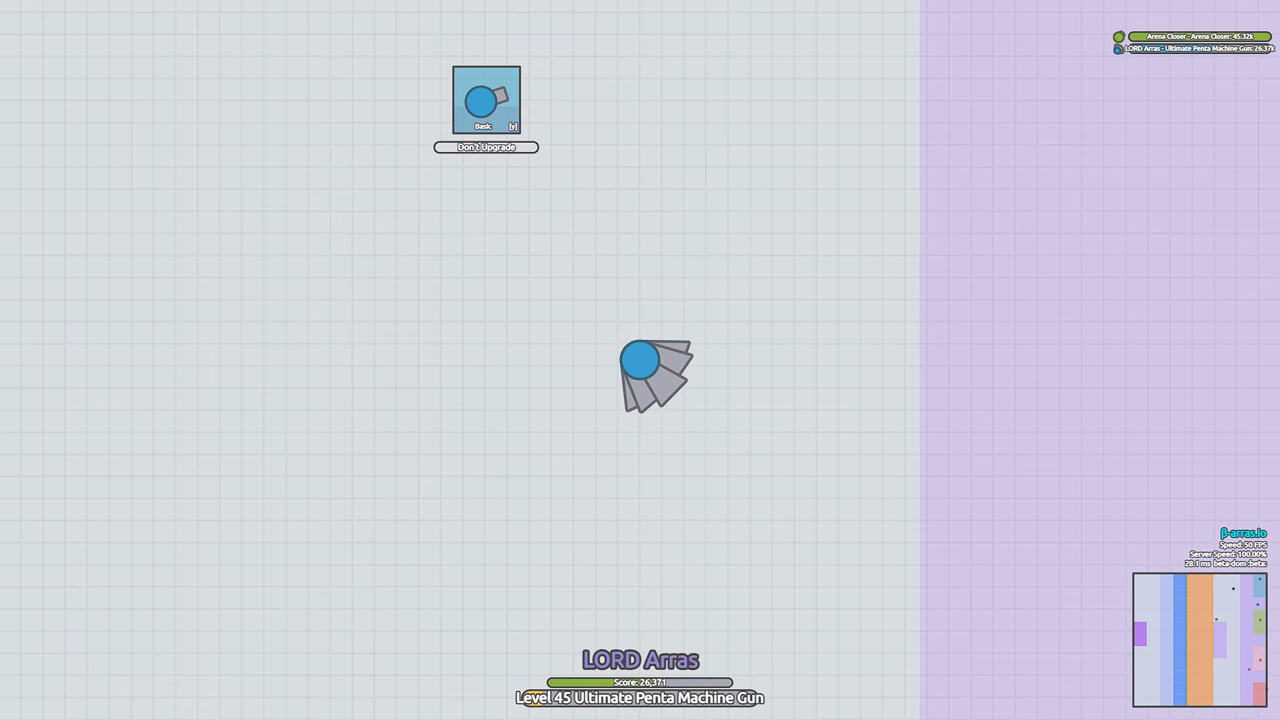 Arena Closer - Arena Closer: 45.32k
LORD Arras - Ultimate Penta Machine Gun: 26.37k
Basic [y]
Don't Upgrade
β-arras.io
Speed: 50 FPS
Server Speed: 100.00%
28.1 ms beta-dom :beta:
LORD Arras
Score: 26,371
Level 45 Ultimate Penta Machine Gun